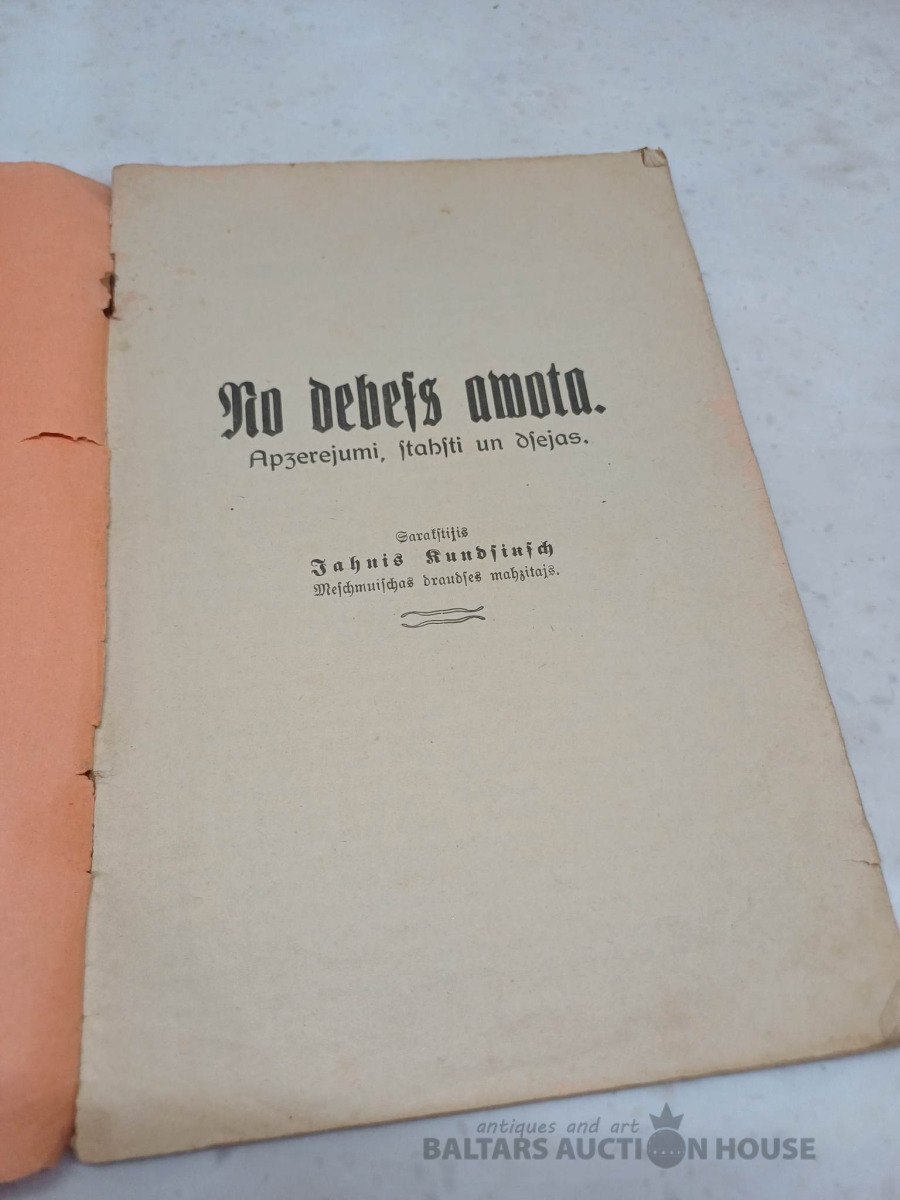 No debeſs awota.
Apzerejumi, ſtahſti un dſejas.
Sarakſtijis
Jahnis Kundſinſch
Meſchmuiſchas draudſes mahzitajs.
antiques and art
BALTARS AUCTION HOUSE